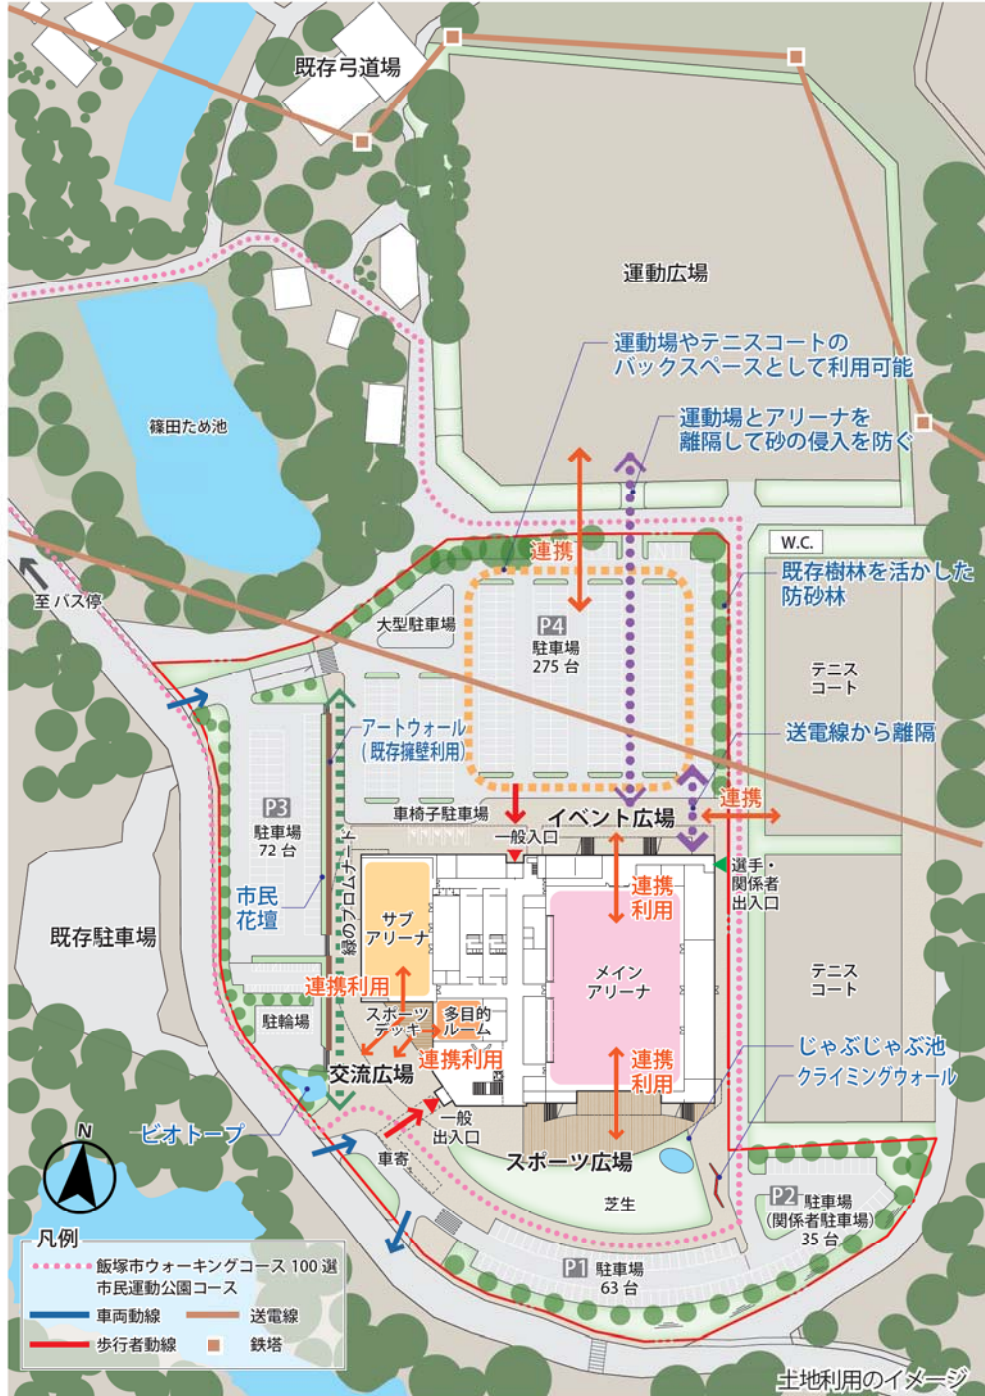 既存弓道場
運動広場
運動場やテニスコートの
バックスペースとして利用可能
運動場とアリーナを
離隔して砂の侵入を防ぐ
篠田ため池
連携
W.C.
既存樹林を活かした
防砂林
至 バス停
大型駐車場
P4
駐車場
275 台
テニス
コート
アートウォール
(既存擁壁利用)
送電線から離隔
P3
駐車場
72 台
車椅子駐車場
イベント広場
連携
一般入口
緑のプロムナード
選手・
関係者
出入口
市民
花壇
サブ
アリーナ
連携
利用
既存駐車場
メイン
アリーナ
テニス
コート
連携利用
スポーツ
デッキ
多目的
ルーム
駐輪場
連携利用
連携
利用
じゃぶじゃぶ池
交流広場
クライミングウォール
ビオトープ
一般
出入口
車寄
スポーツ広場
N
芝生
P2
駐車場
(関係者駐車場)
35 台
P1
駐車場
63 台
凡例
飯塚市ウォーキングコース 100 選
市民運動公園コース
車両動線
送電線
歩行者動線
鉄塔
土地利用のイメージ